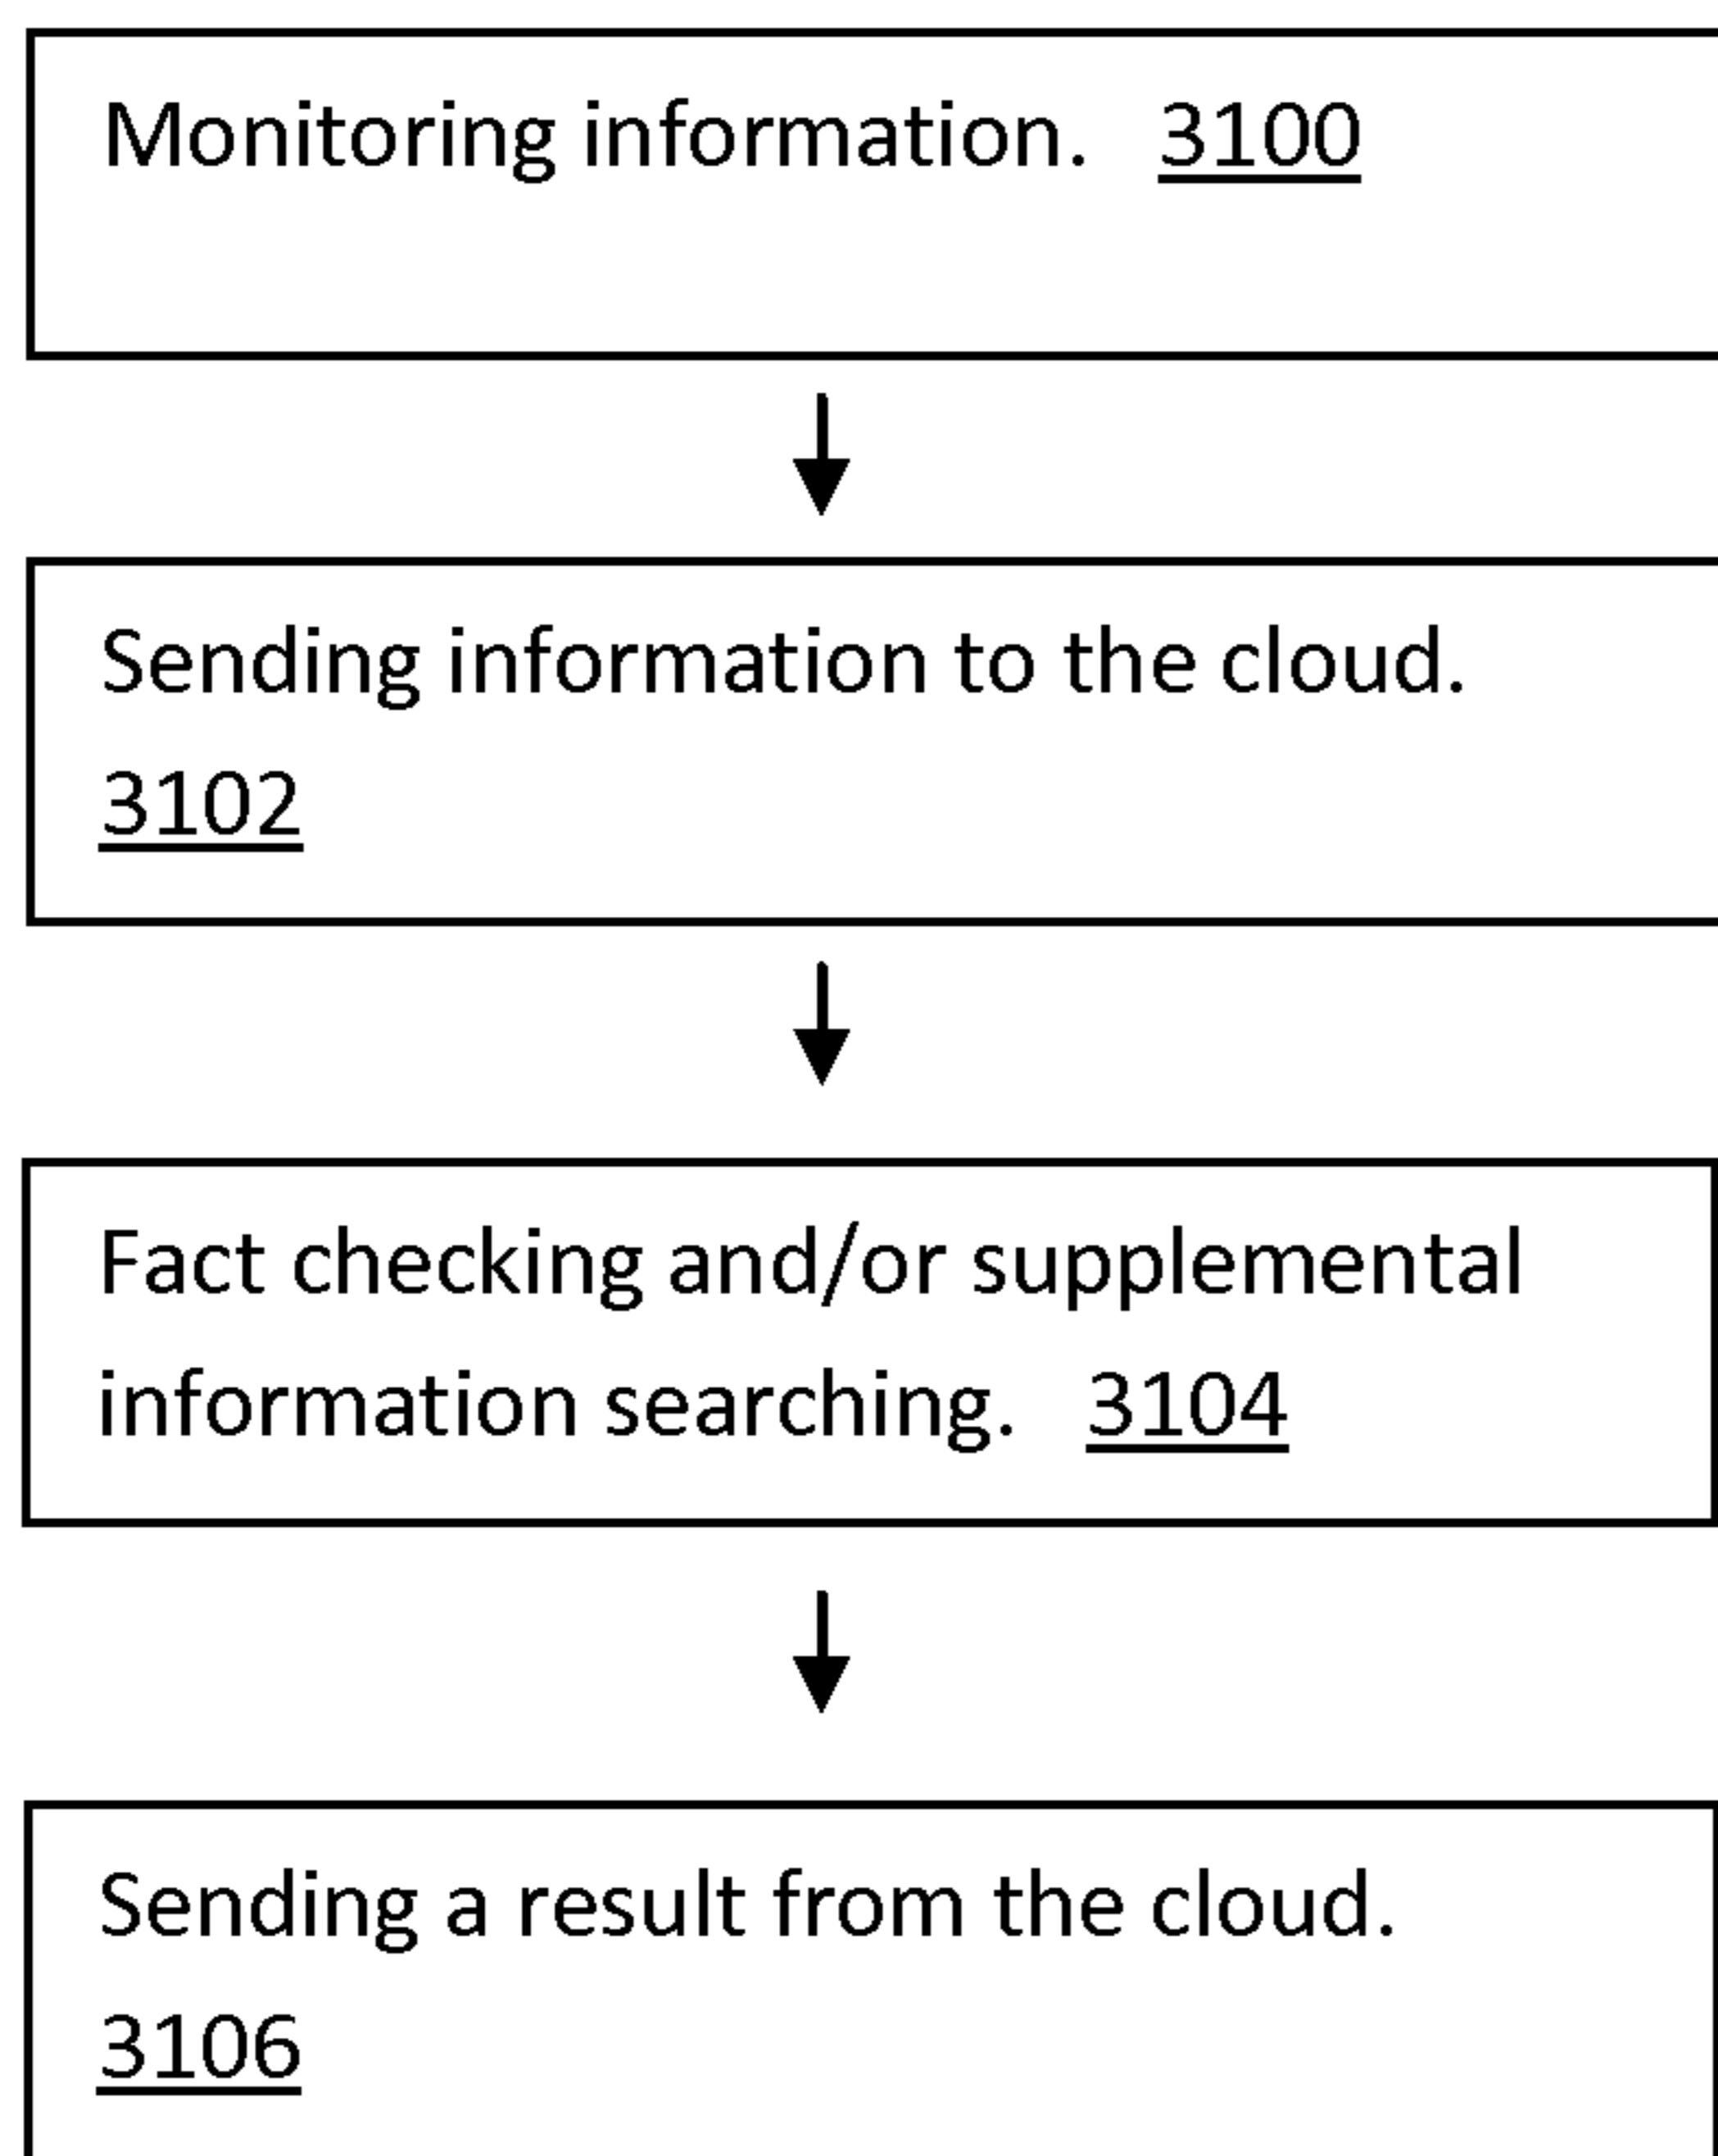 Monitoring information. 3100
Sending information to the cloud.
3102
Fact checking and/or supplemental
information searching. 3104
Sending a result from the cloud.
3106